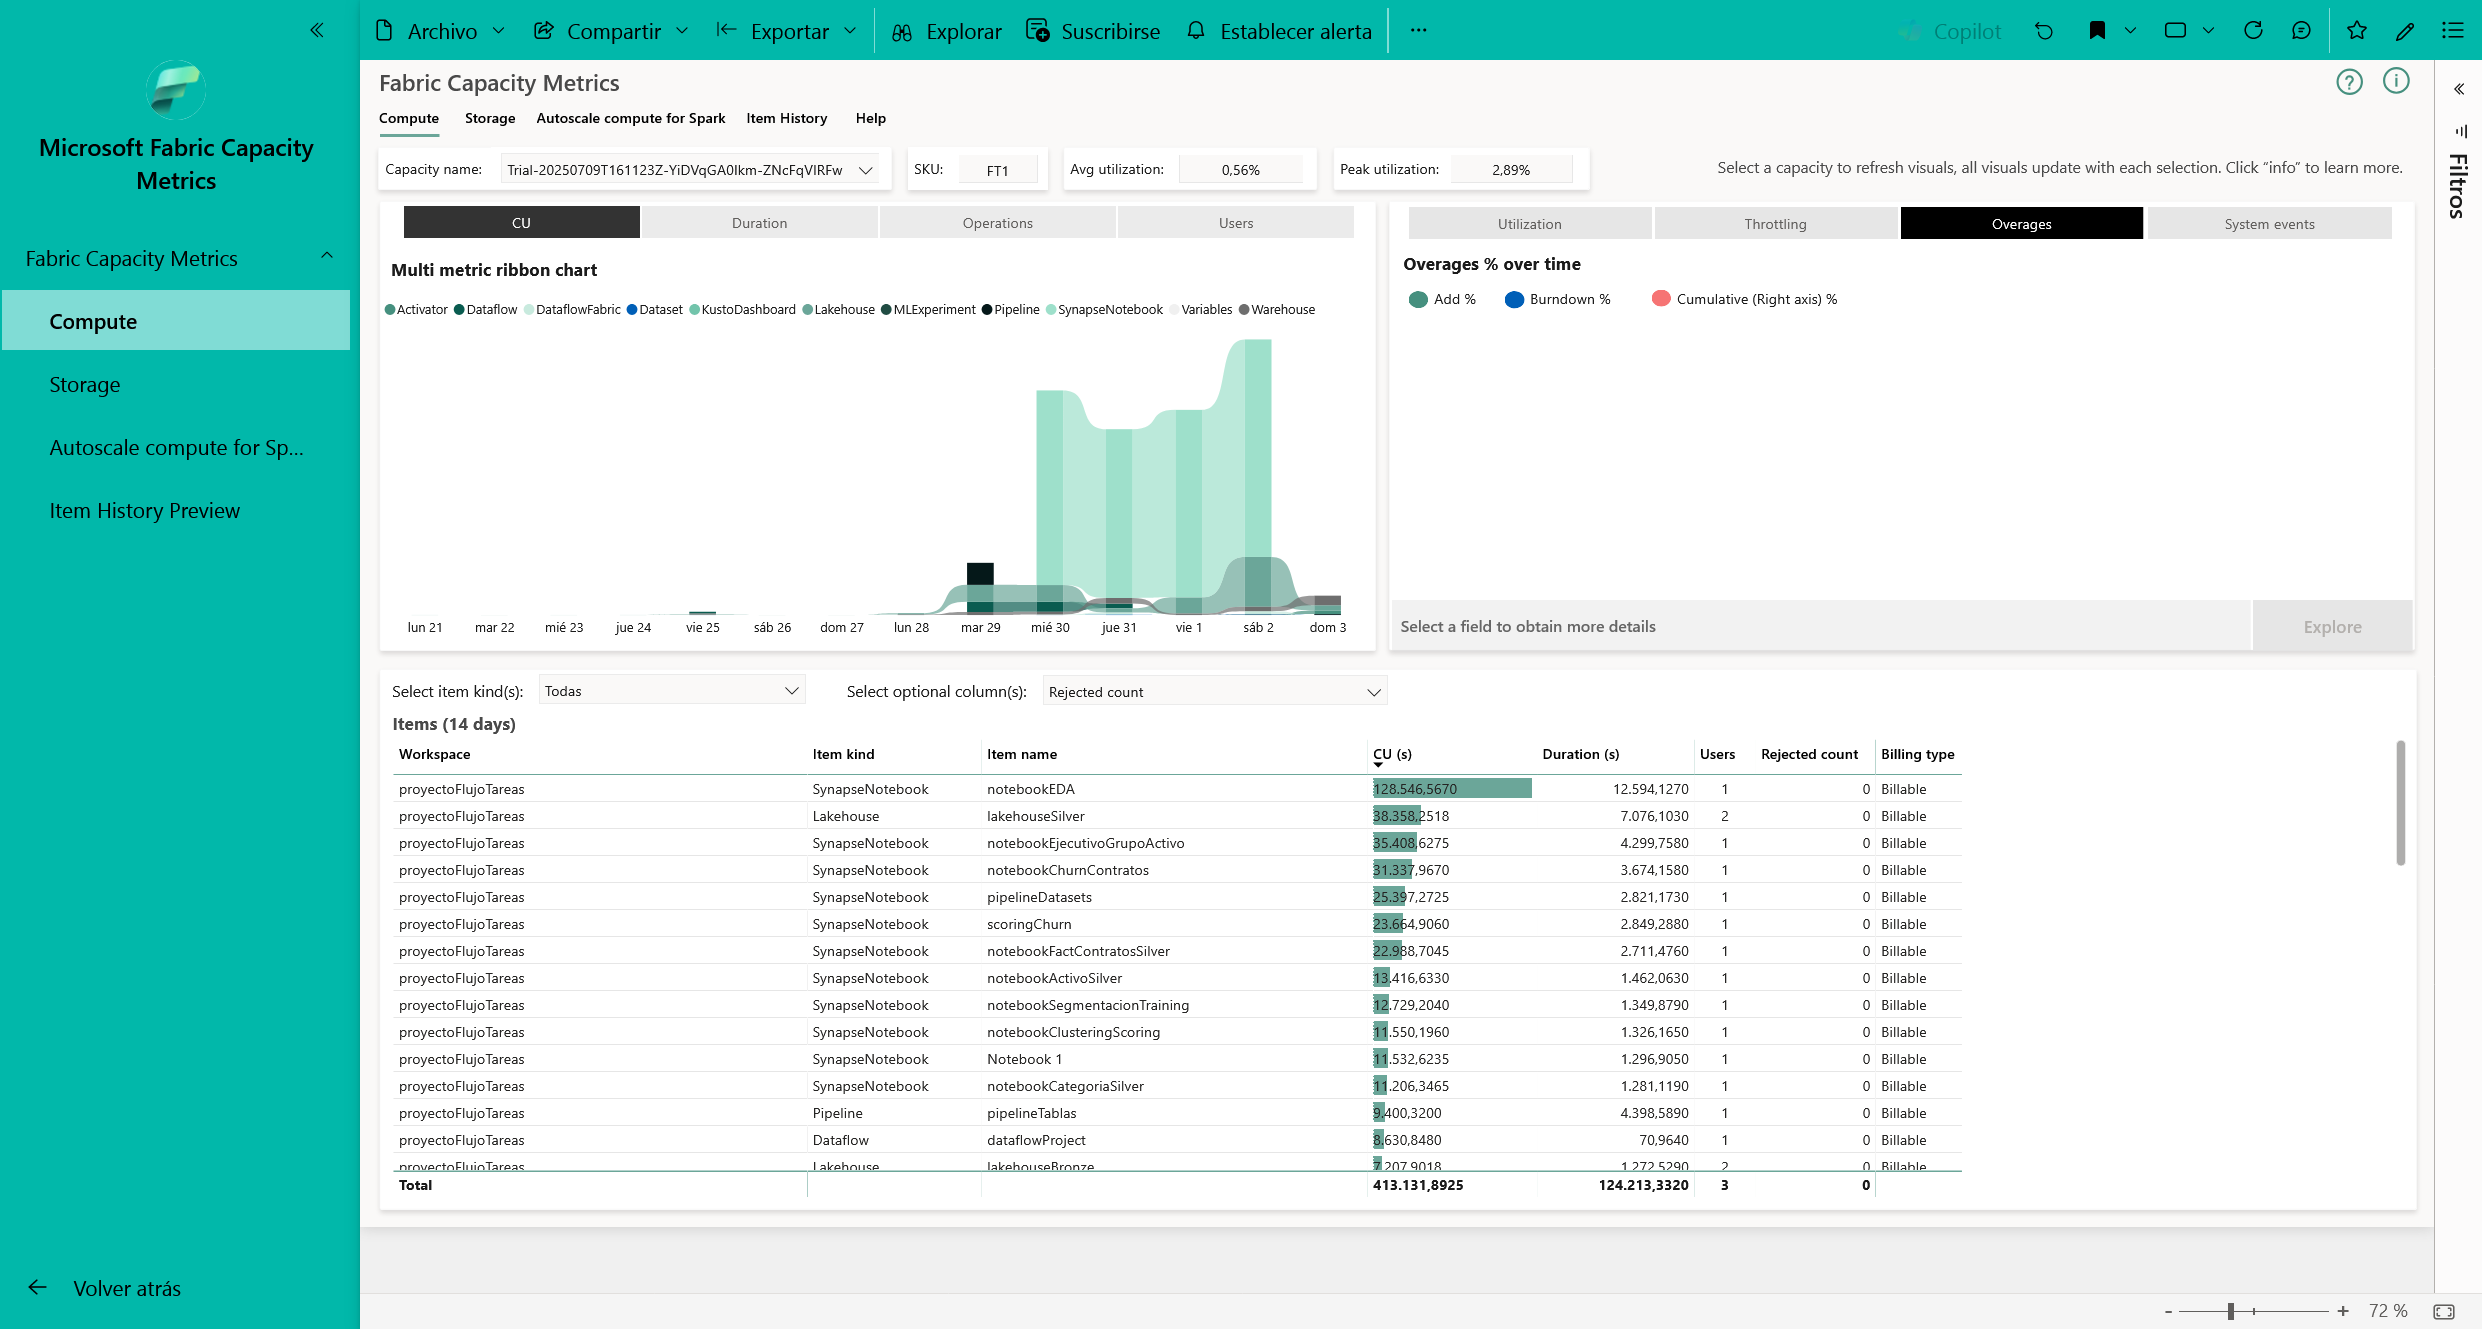 Archivo
Compartir
Exportar
Explorar
Suscribirse
Establecer alerta
...
Copilot
Microsoft Fabric Capacity
Metrics
Fabric Capacity Metrics
Compute
Storage
Autoscale compute for Sp...
Item History Preview
Volver atrás
Fabric Capacity Metrics
Compute Storage Autoscale compute for Spark Item History Help
Capacity name: Trial-20250709T161123Z-YiDVqGA0Ikm-ZNcFqVIRFw SKU: FT1 Avg utilization: 0,56% Peak utilization: 2,89%
Select a capacity to refresh visuals, all visuals update with each selection. Click “info” to learn more.
CU Duration Operations Users
Multi metric ribbon chart
Activator Dataflow DataflowFabric Dataset KustoDashboard Lakehouse MLExperiment Pipeline SynapseNotebook Variables Warehouse
lun 21 mar 22 mié 23 jue 24 vie 25 sáb 26 dom 27 lun 28 mar 29 mié 30 jue 31 vie 1 sáb 2 dom 3
Utilization Throttling Overages System events
Overages % over time
Add % Burndown % Cumulative (Right axis) %
Select a field to obtain more details Explore
Filtros
Select item kind(s): Todas Select optional column(s): Rejected count
Items (14 days)
Workspace Item kind Item name CU (s) Duration (s) Users Rejected count Billing type
proyectoFlujoTareas SynapseNotebook notebookEDA 128.546,5670 12.594,1270 1 0 Billable
proyectoFlujoTareas Lakehouse lakehouseSilver 38.358,2518 7.076,1030 2 0 Billable
proyectoFlujoTareas SynapseNotebook notebookEjecutivoGrupoActivo 35.408,6275 4.299,7580 1 0 Billable
proyectoFlujoTareas SynapseNotebook notebookChurnContratos 31.337,9670 3.674,1580 1 0 Billable
proyectoFlujoTareas SynapseNotebook pipelineDatasets 25.397,2725 2.821,1730 1 0 Billable
proyectoFlujoTareas SynapseNotebook scoringChurn 23.664,9060 2.849,2880 1 0 Billable
proyectoFlujoTareas SynapseNotebook notebookFactContratosSilver 22.988,7045 2.711,4760 1 0 Billable
proyectoFlujoTareas SynapseNotebook notebookActivoSilver 13.416,6330 1.462,0630 1 0 Billable
proyectoFlujoTareas SynapseNotebook notebookSegmentacionTraining 12.729,2040 1.349,8790 1 0 Billable
proyectoFlujoTareas SynapseNotebook notebookClusteringScoring 11.550,1960 1.326,1650 1 0 Billable
proyectoFlujoTareas SynapseNotebook Notebook 1 11.532,6235 1.296,9050 1 0 Billable
proyectoFlujoTareas SynapseNotebook notebookCategoriaSilver 11.206,3465 1.281,1190 1 0 Billable
proyectoFlujoTareas Pipeline pipelineTablas 9.400,3200 4.398,5890 1 0 Billable
proyectoFlujoTareas Dataflow dataflowProject 8.630,8480 70,9640 1 0 Billable
proyectoFlujoTareas Lakehouse lakehouseBronze 7.207,9018 1.272,5290 2 0 Billable
Total 413.131,8925 124.213,3320 3 0
- + 72 %